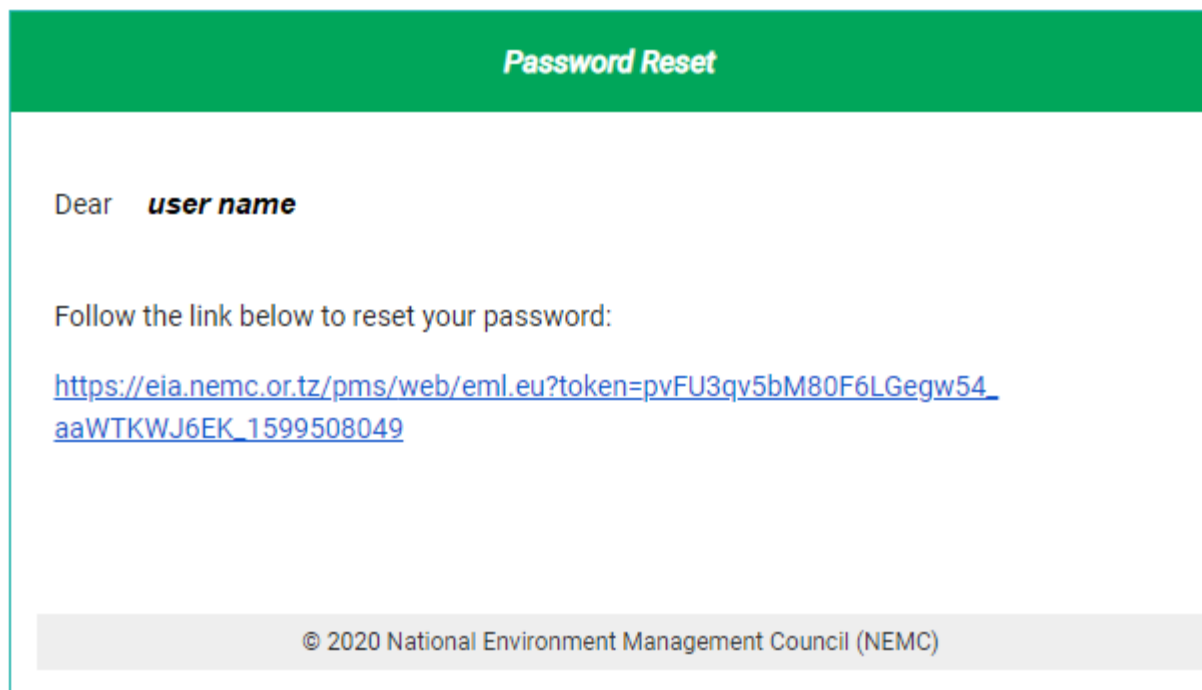 Password Reset
Dear user name
Follow the link below to reset your password:
https://eia.nemc.or.tz/pms/web/eml.eu?token=pvFU3qv5bM80F6LGegw54_
aaWTKWJ6EK_1599508049
© 2020 National Environment Management Council (NEMC)